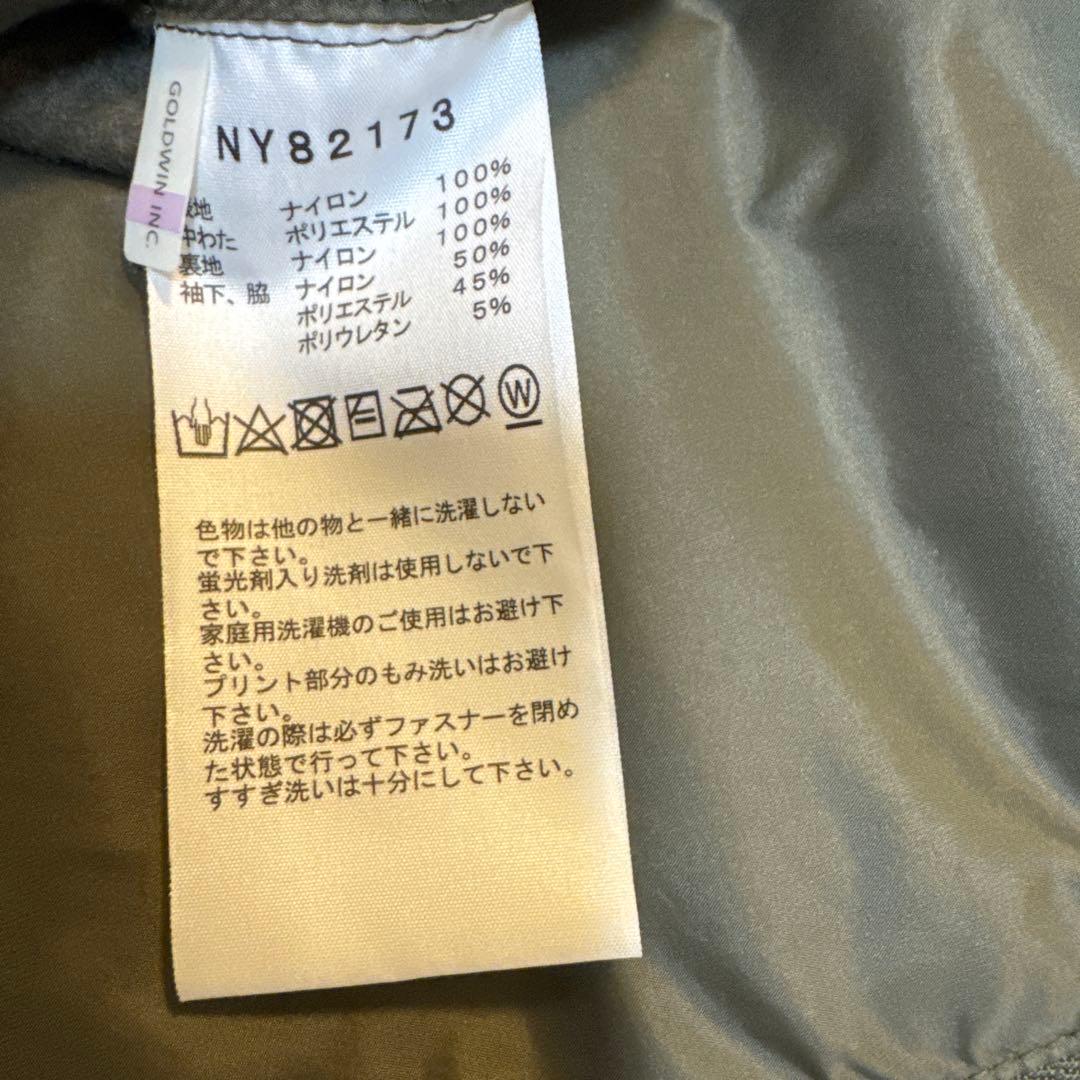 GOLDWIN INC
NY82173
地 ナイロン 100%
中わた ポリエステル 100%
裏地 ナイロン 100%
袖下、脇 ナイロン 50%
ポリエステル 45%
ポリウレタン 5%
W
色物は他の物と一緒に洗濯しない
で下さい。
蛍光剤入り洗剤は使用しないで下
さい。
家庭用洗濯機のご使用はお避け下
さい。
プリント部分のもみ洗いはお避け
下さい。
洗濯の際は必ずファスナーを閉め
た状態で行って下さい。
すすぎ洗いは十分にして下さい。